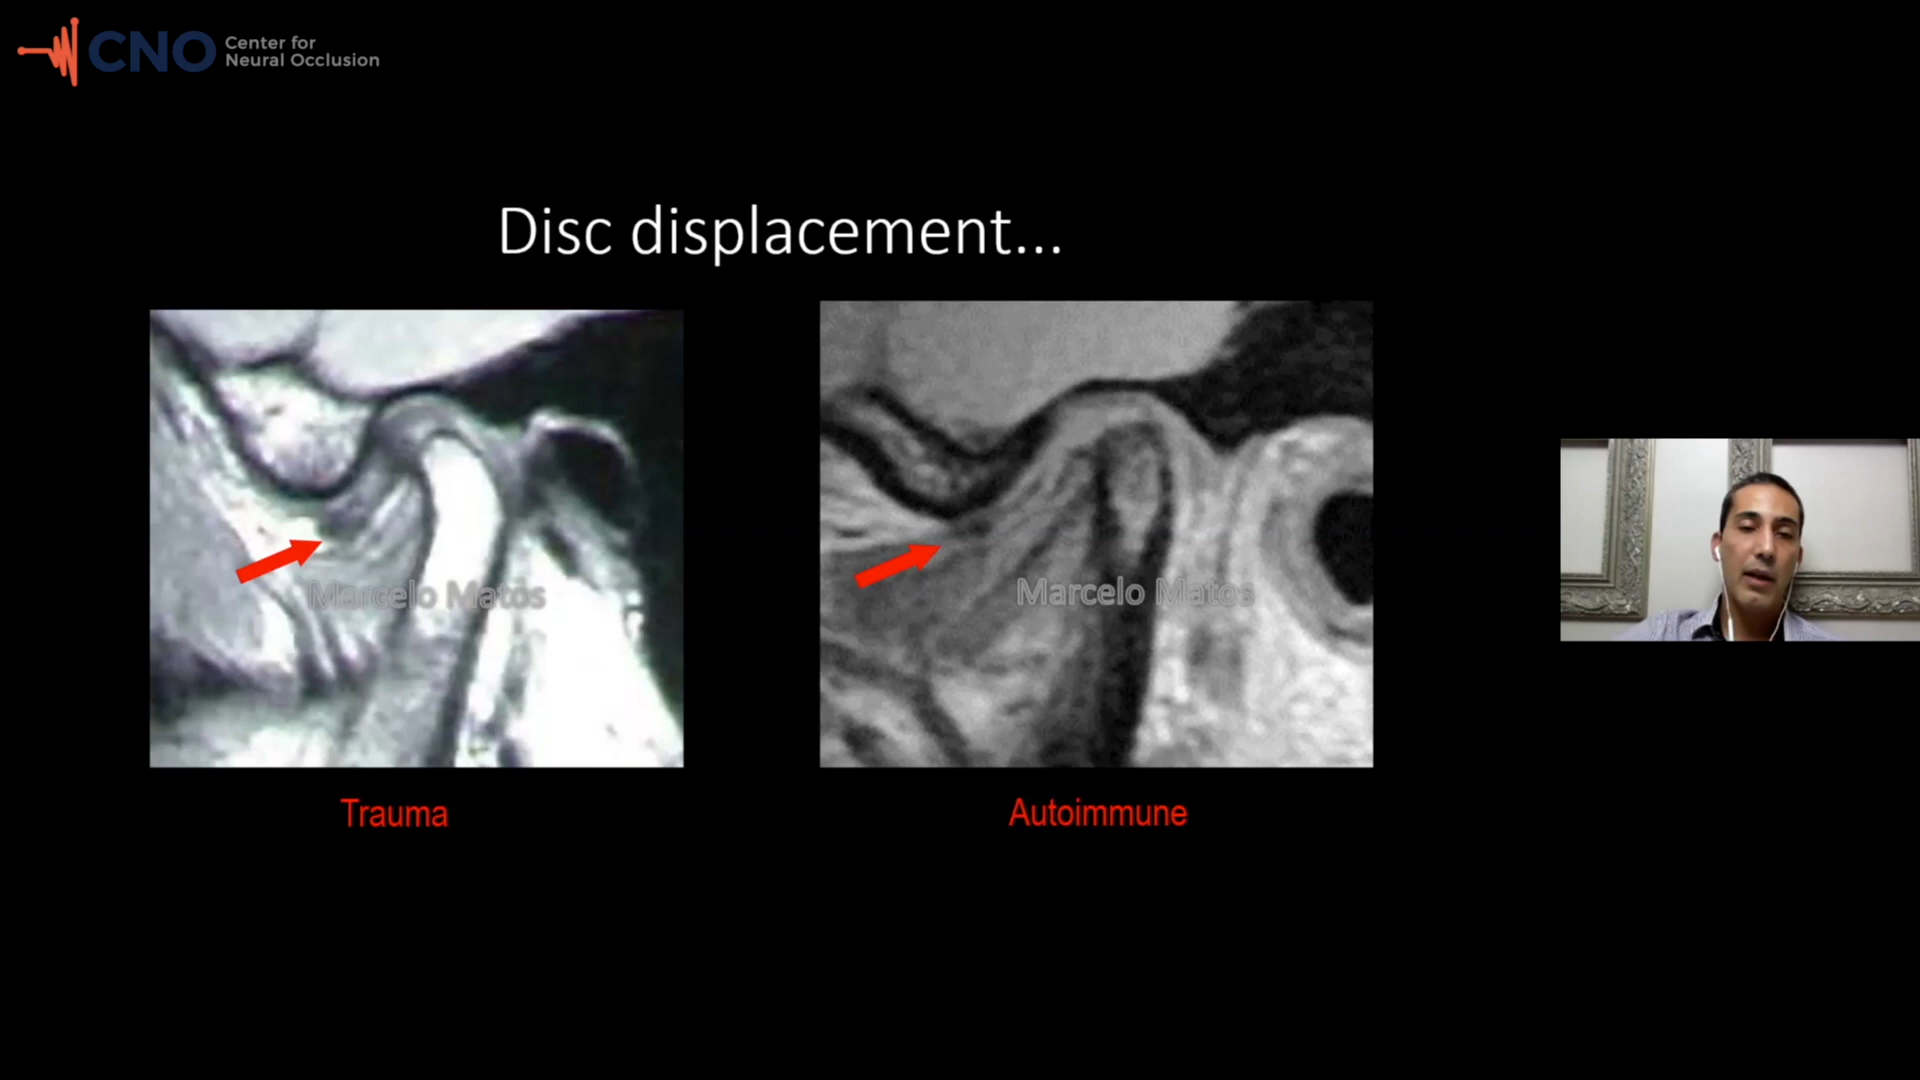 CNO
Center for
Neural Occlusion
Disc displacement...
Marcelo Matos
Marcelo Matos
Trauma
Autoimmune